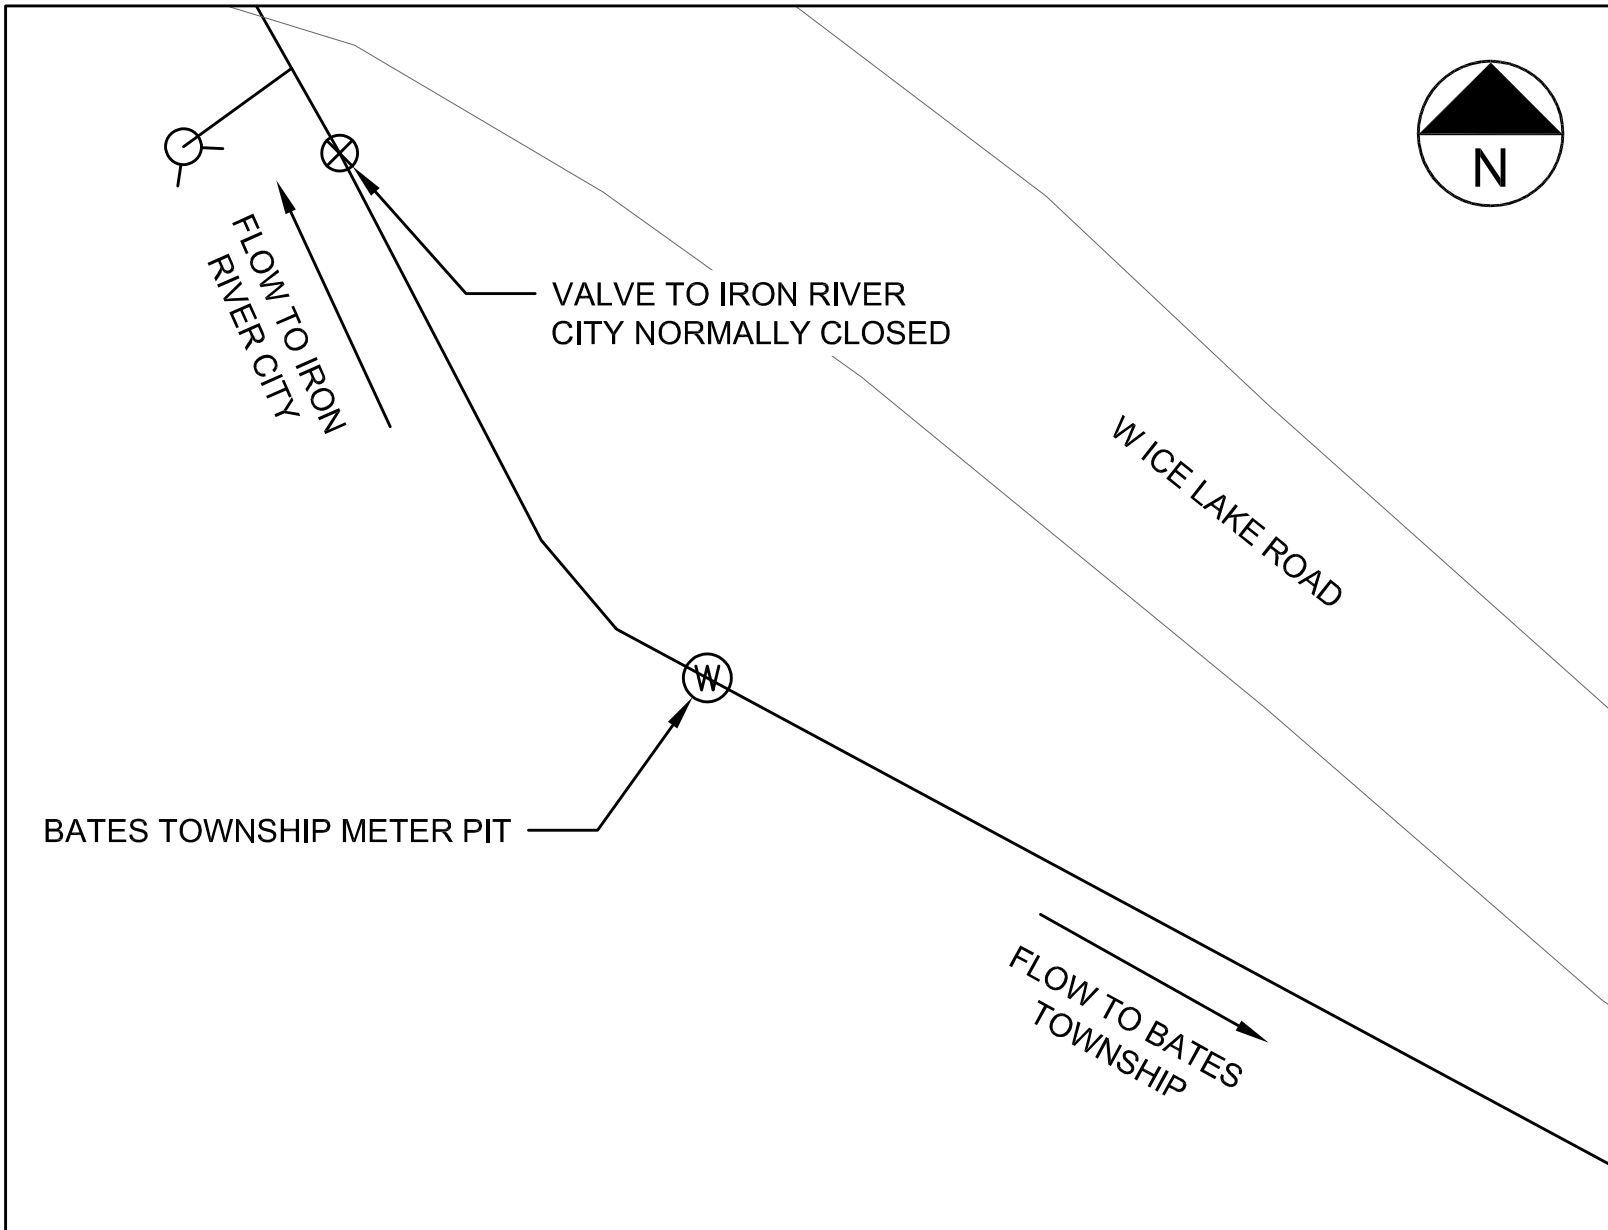 N
FLOW TO IRON
RIVER CITY
VALVE TO IRON RIVER
CITY NORMALLY CLOSED
W ICE LAKE ROAD
W
BATES TOWNSHIP METER PIT
FLOW TO BATES
TOWNSHIP